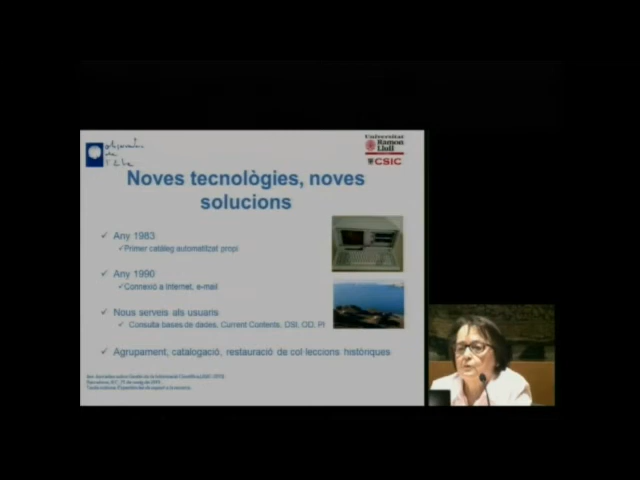 Universitat
Ramon
Llull
CSIC
Noves tecnològies, noves
solucions
Any 1983
Primer catàleg automatitzat propi
Any 1990
Connexió a Internet, e-mail
Nous serveis als usuaris
Consulta bases de dades, Current Contents, DSI, OD, PI
Agrupament, catalogació, restauració de col·leccions històriques